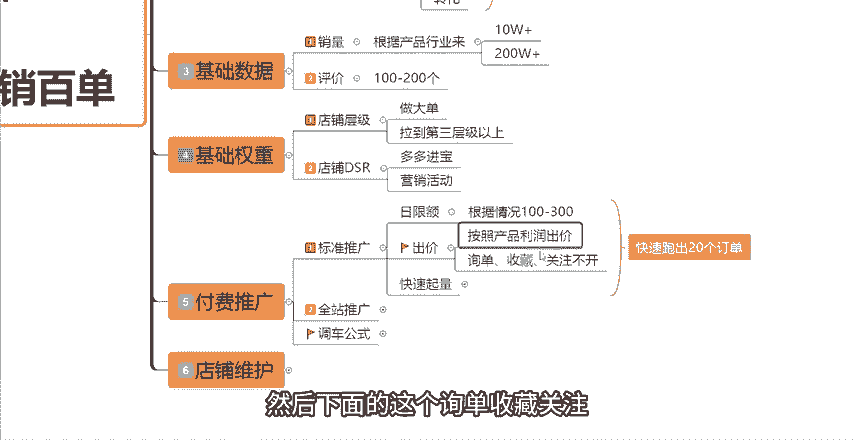 转化
销百单
3 基础数据
1 销量
根据产品行业来
10W+
200W+
2 评价
100-200个
4 基础权重
1 店铺层级
做大单
拉到第三层级以上
2 店铺DSR
多多进宝
营销活动
5 付费推广
1 标准推广
日限额
根据情况100-300
出价
按照产品利润出价
询单、收藏、关注不开
快速起量
快速跑出20个订单
2 全站推广
调车公式
6 店铺维护
然后下面的这个询单收藏关注